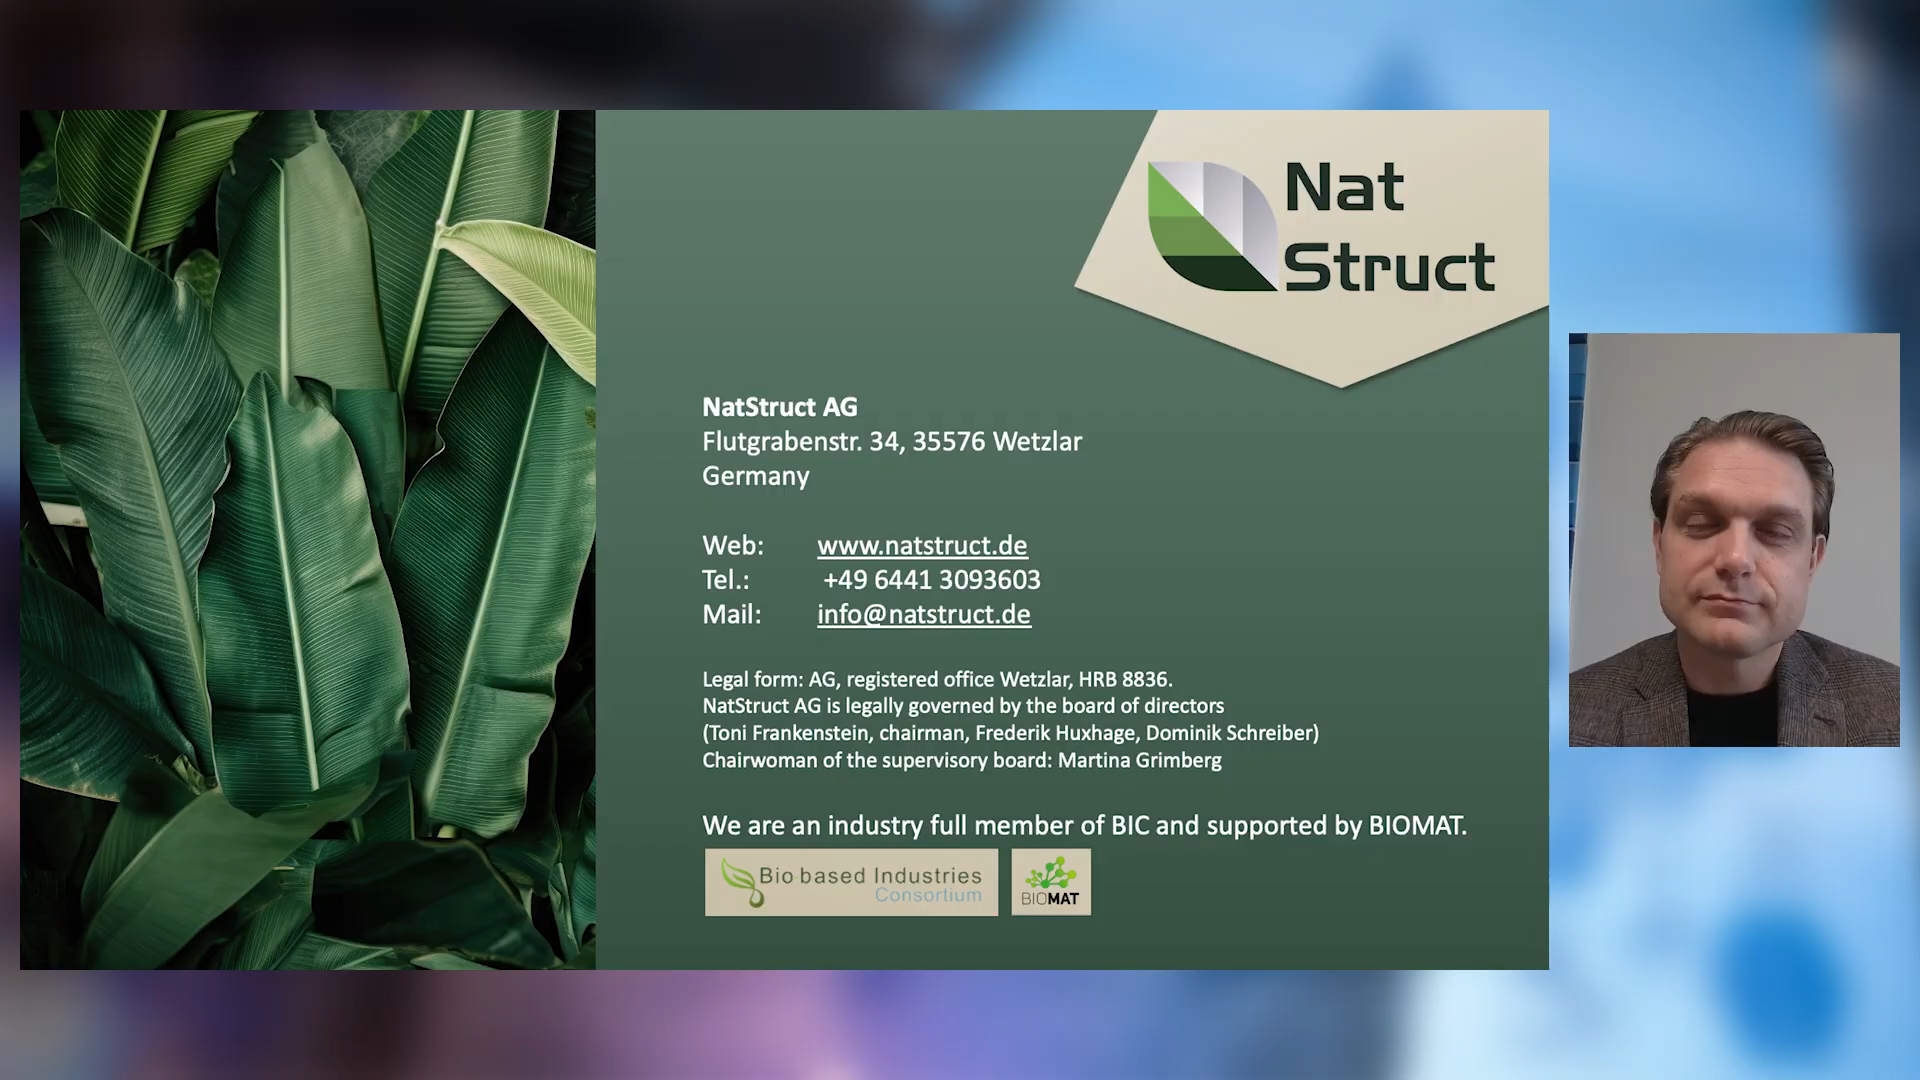 Nat
Struct
NatStruct AG
Flutgrabenstr. 34, 35576 Wetzlar
Germany
Web: www.natstruct.de
Tel.: +49 6441 3093603
Mail: info@natstruct.de
Legal form: AG, registered office Wetzlar, HRB 8836.
NatStruct AG is legally governed by the board of directors
(Toni Frankenstein, chairman, Frederik Huxhage, Dominik Schreiber)
Chairwoman of the supervisory board: Martina Grimberg
We are an industry full member of BIC and supported by BIOMAT.
Bio-based Industries
Consortium
BIOMAT